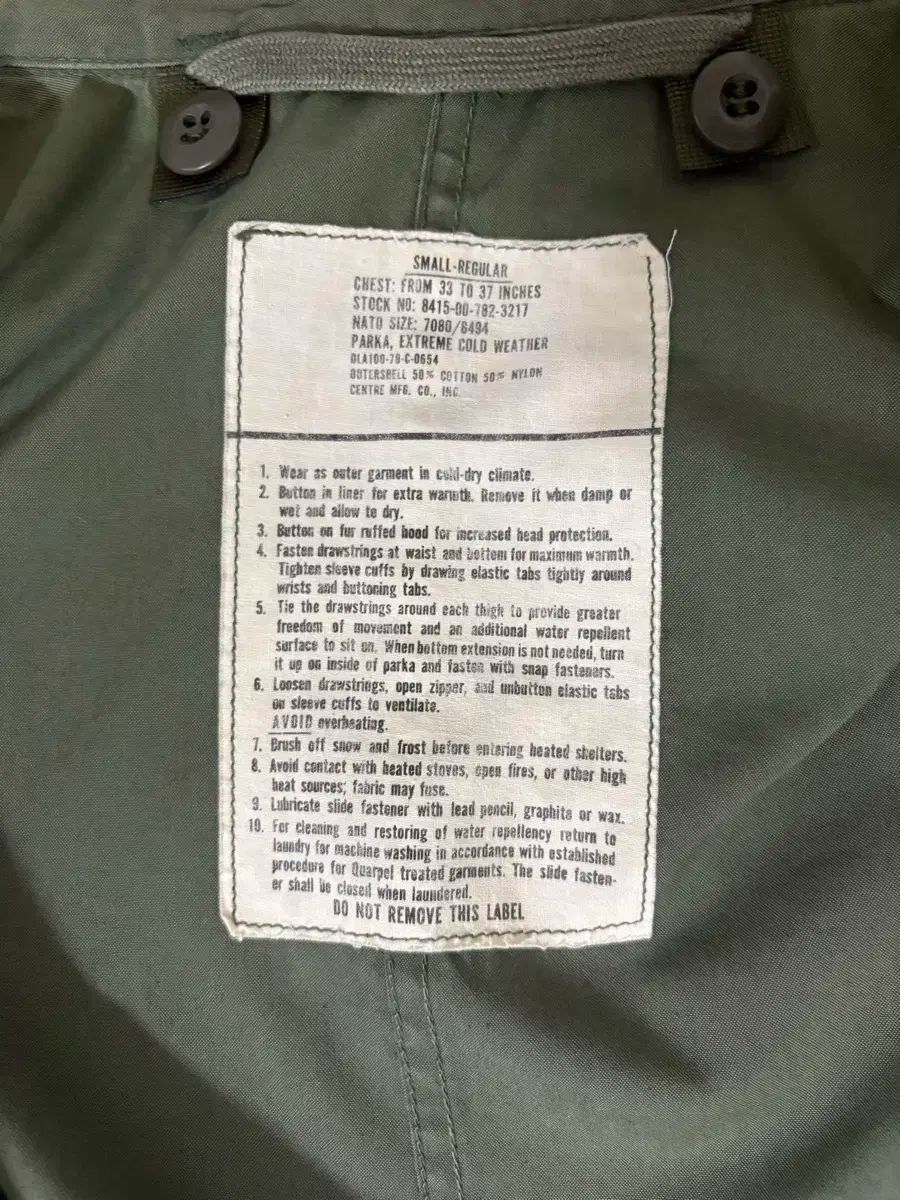 SMALL-REGULAR
CHEST: FROM 33 TO 37 INCHES
STOCK NO: 8415-00-782-3217
NATO SIZE: 7080/8494
PARKA, EXTREME COLD WEATHER
DLA100-79-C-0654
OUTERSHELL 50% COTTON 50% NYLON
CENTRE MFG. CO., INC.
1. Wear as outer garment in cold-dry climate.
2. Button in liner for extra warmth. Remove it when damp or
wet and allow to dry.
3. Button on fur ruffed hood for increased head protection.
4. Fasten drawstrings at waist and bottom for maximum warmth.
Tighten sleeve cuffs by drawing elastic tabs tightly around
wrists and buttoning tabs.
5. Tie the drawstrings around each thigh to provide greater
freedom of movement and an additional water repellent
surface to sit on. When bottom extension is not needed, turn
it up on inside of parka and fasten with snap fasteners.
6. Loosen drawstrings, open zipper, and unbutton elastic tabs
on sleeve cuffs to ventilate.
AVOID overheating.
7. Brush off snow and frost before entering heated shelters.
8. Avoid contact with heated stoves, open fires, or other high
heat sources; fabric may fuse.
9. Lubricate slide fastener with lead pencil, graphite or wax.
10. For cleaning and restoring of water repellency return to
laundry for machine washing in accordance with established
procedure for Quarpel treated garments. The slide fasten-
er shall be closed when laundered.
DO NOT REMOVE THIS LABEL